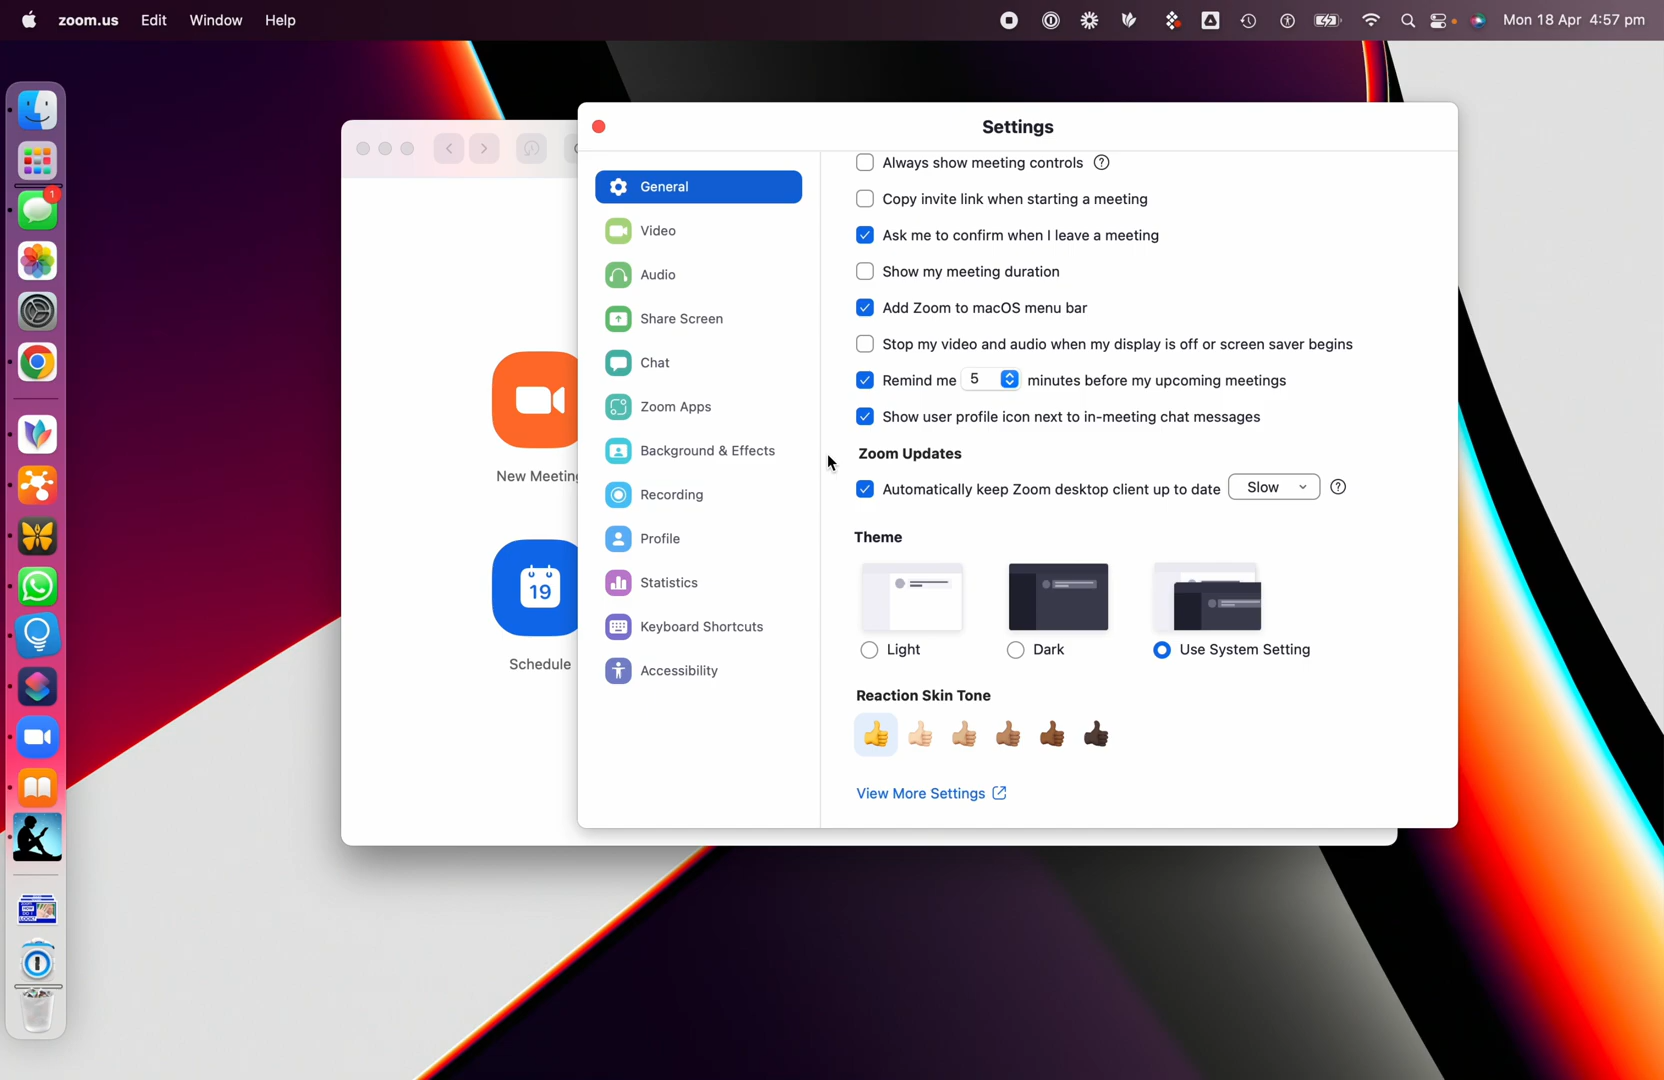 zoom.us Edit Window Help Mon 18 Apr 4:57 pm
1
Settings
General
Video
Audio
Share Screen
Chat
Zoom Apps
Background & Effects
Recording
Profile
Statistics
Keyboard Shortcuts
Accessibility
Always show meeting controls ?
Copy invite link when starting a meeting
Ask me to confirm when I leave a meeting
Show my meeting duration
Add Zoom to macOS menu bar
Stop my video and audio when my display is off or screen saver begins
Remind me 5 minutes before my upcoming meetings
Show user profile icon next to in-meeting chat messages
Zoom Updates
Automatically keep Zoom desktop client up to date Slow ?
Theme
Light Dark Use System Setting
Reaction Skin Tone
View More Settings
New Meeting
19
Schedule